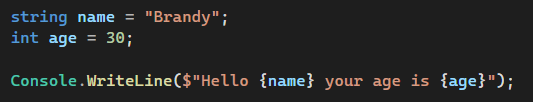 string name = "Brandy";
int age = 30;
Console.WriteLine($"Hello {name} your age is {age}");